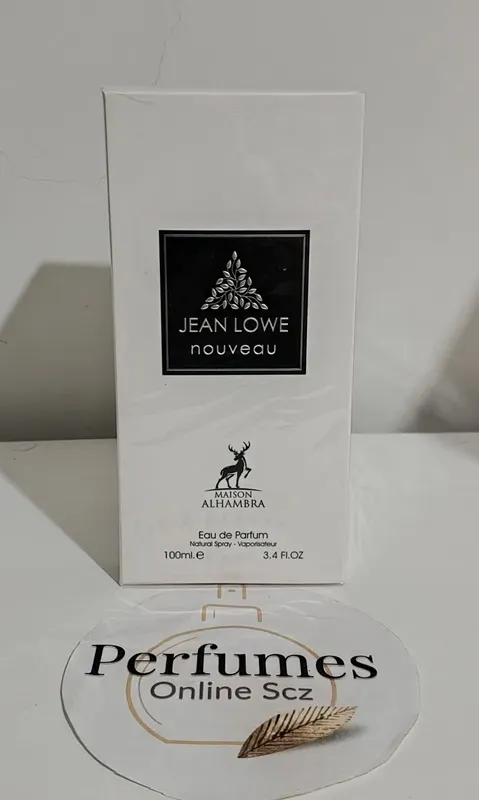 JEAN LOWE
nouveau
MAISON
ALHAMBRA
Eau de Parfum
Natural Spray - Vaporisateur
100ml.e 3.4 Fl.OZ
Perfumes
Online Scz